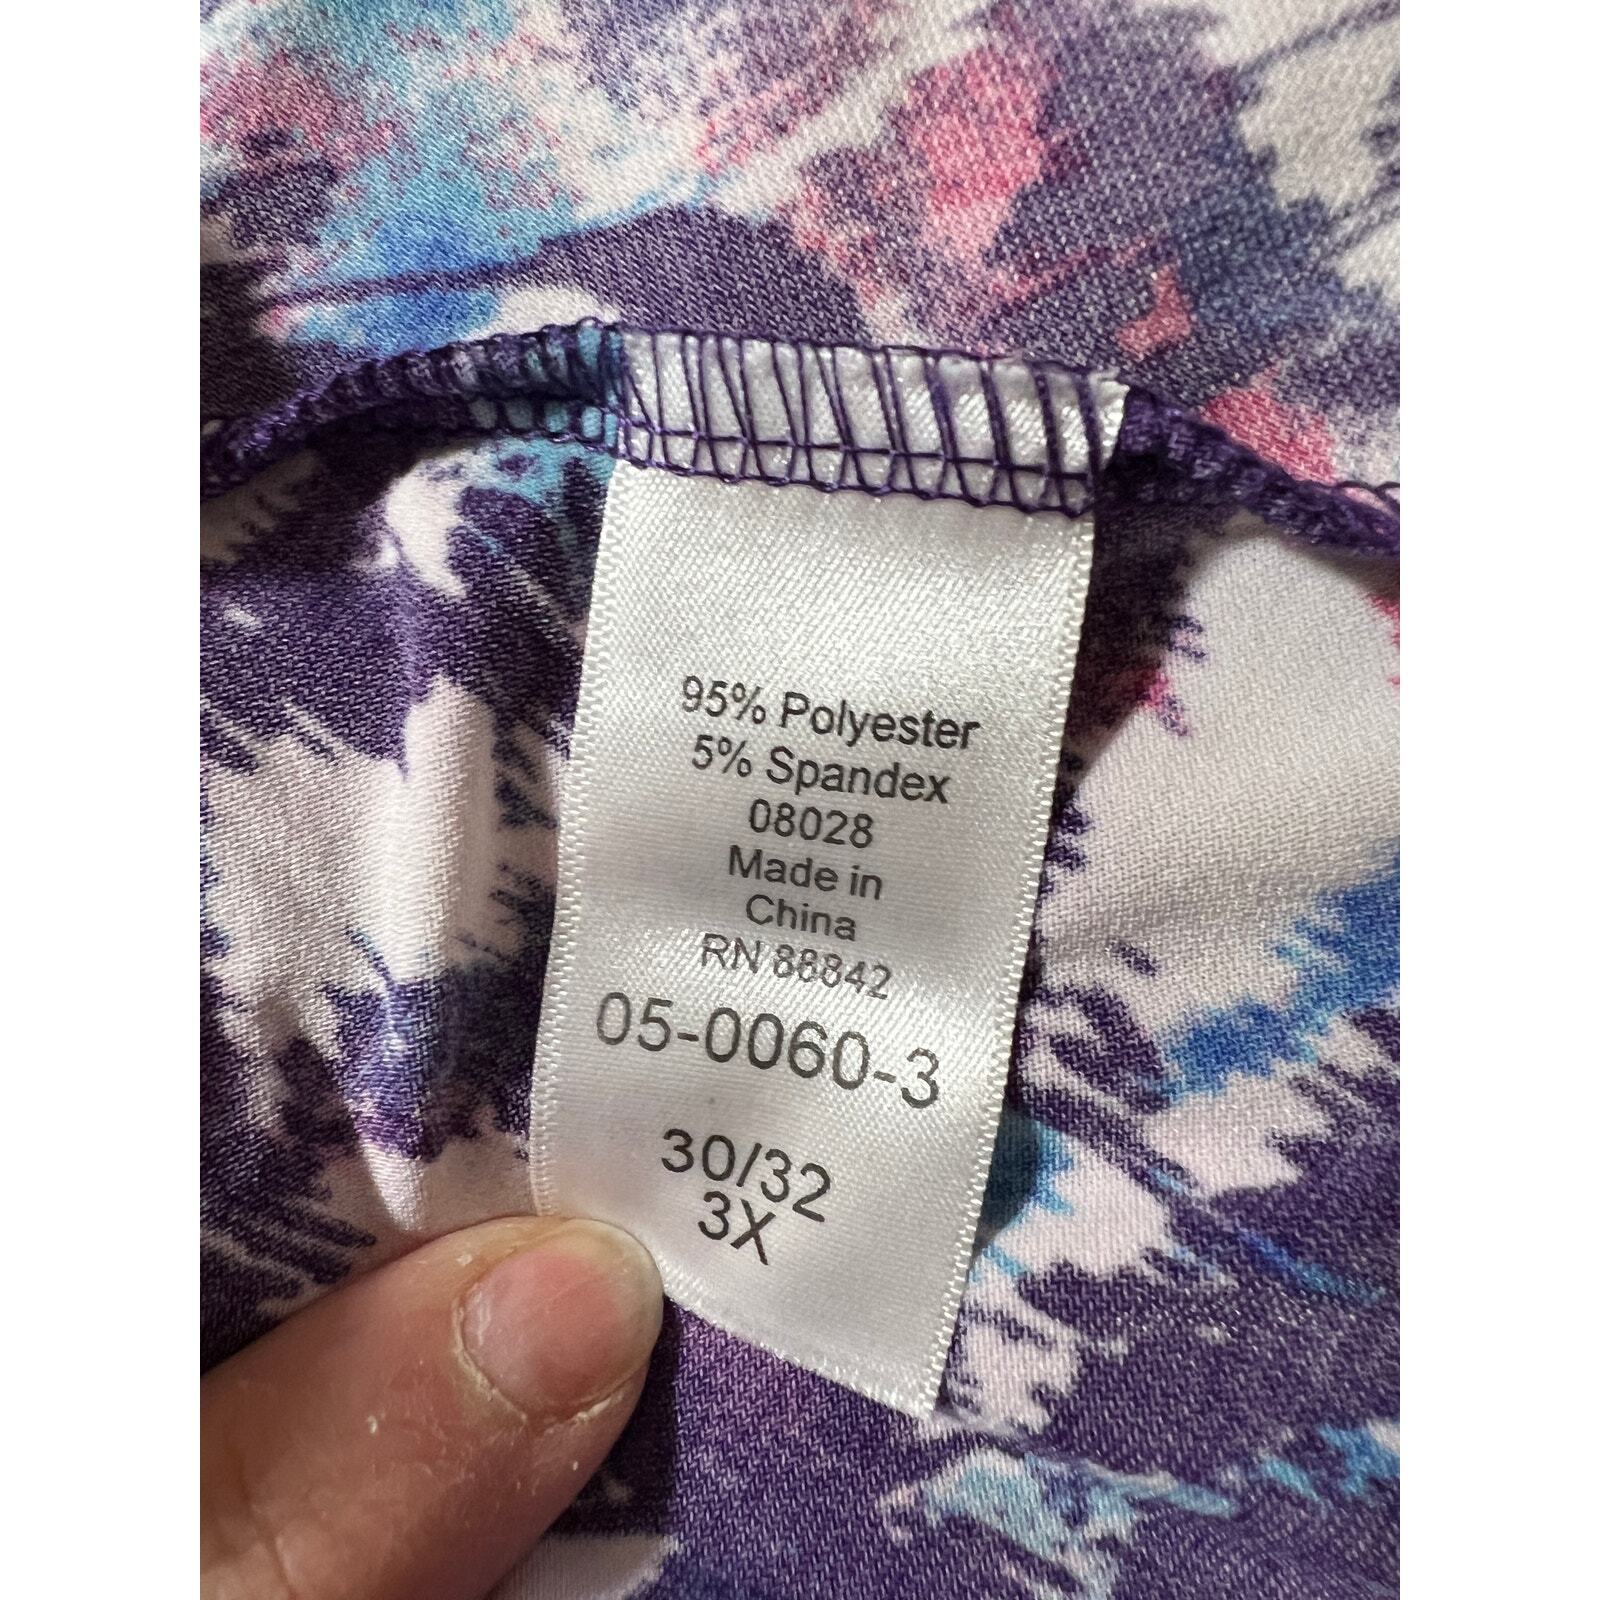 95% Polyester
5% Spandex
08028
Made in
China
RN 88842
05-0060-3
30/32
3X